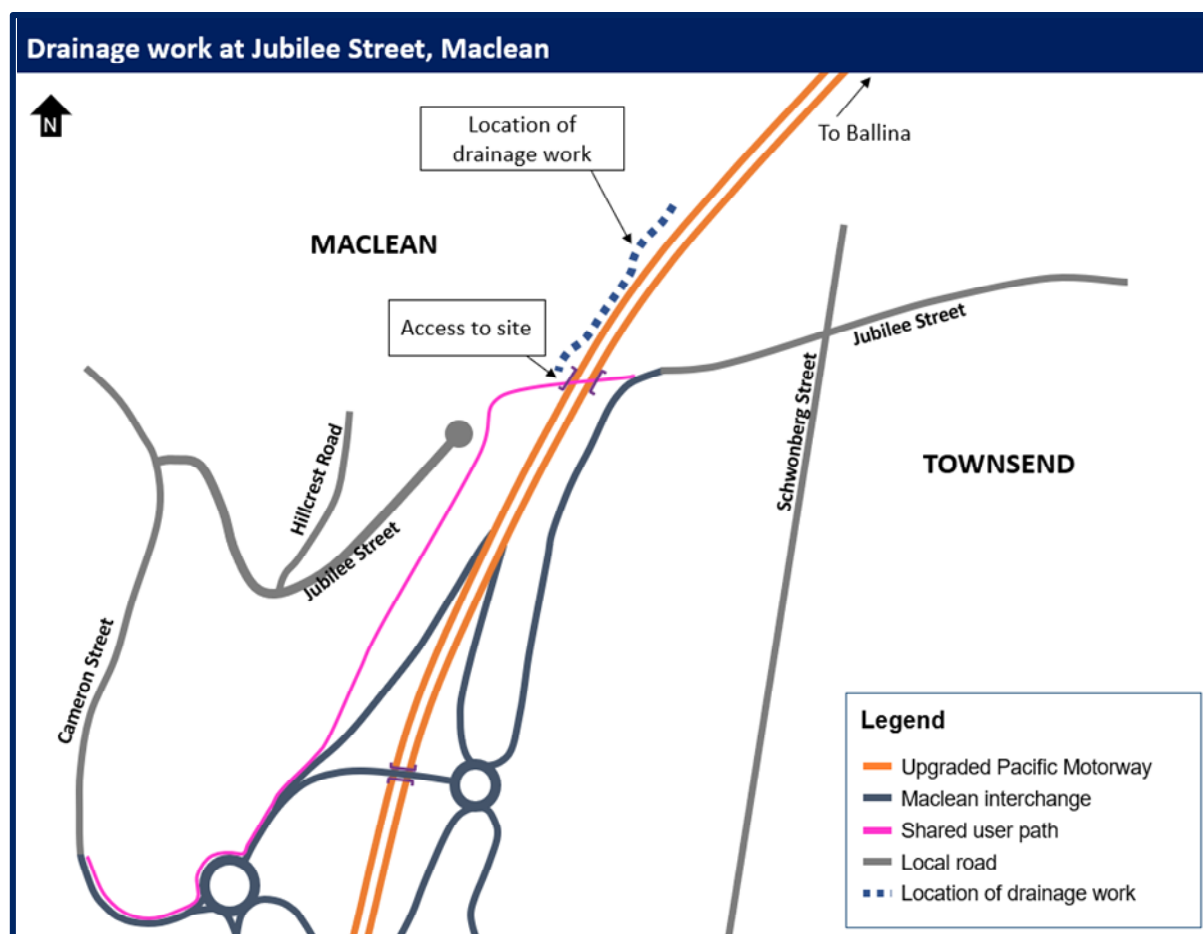 Drainage work at Jubilee Street, Maclean
N
Location of
drainage work
To Ballina
MACLEAN
Access to site
Jubilee Street
Schwonberg Street
Hillcrest Road
TOWNSEND
Jubilee Street
Cameron Street
Legend
Upgraded Pacific Motorway
Maclean interchange
Shared user path
Local road
Location of drainage work